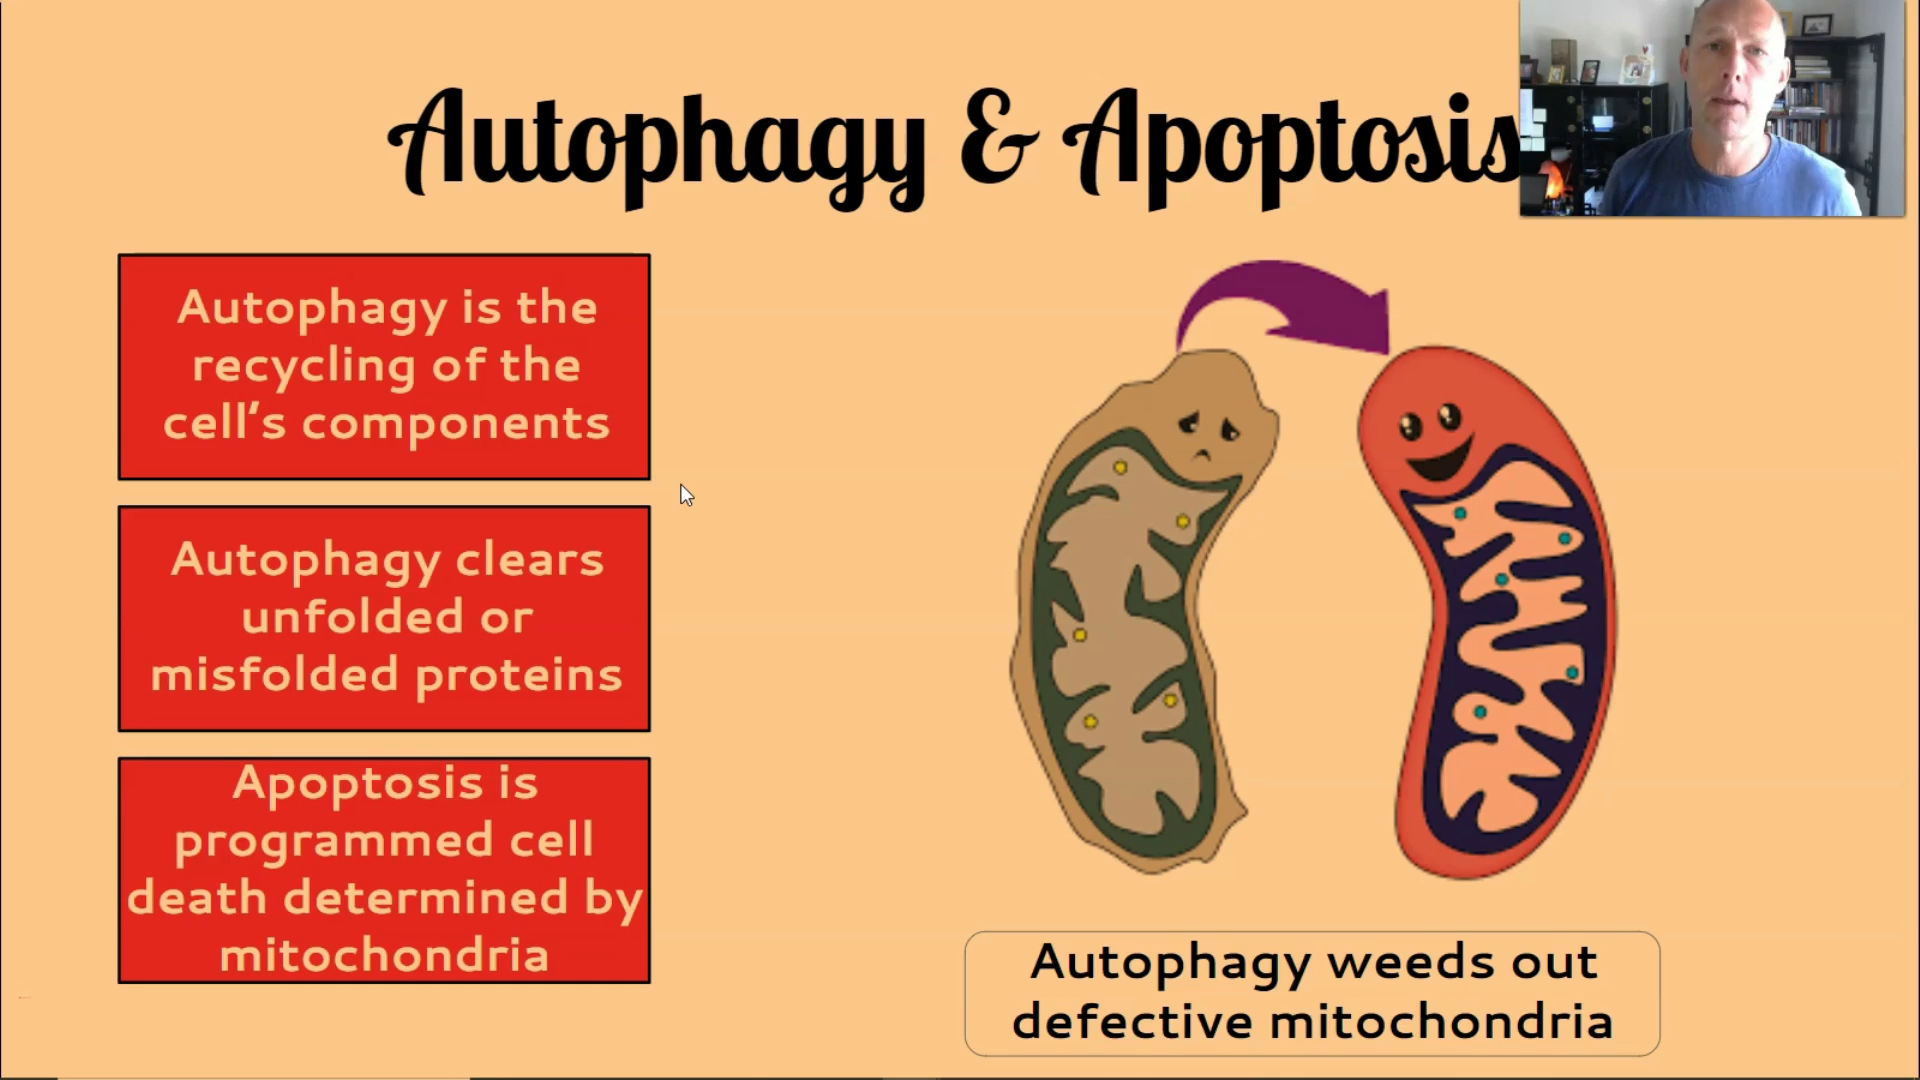 Autophagy & Apoptosis
Autophagy is the
recycling of the
cell’s components
Autophagy clears
unfolded or
misfolded proteins
Apoptosis is
programmed cell
death determined by
mitochondria
Autophagy weeds out
defective mitochondria